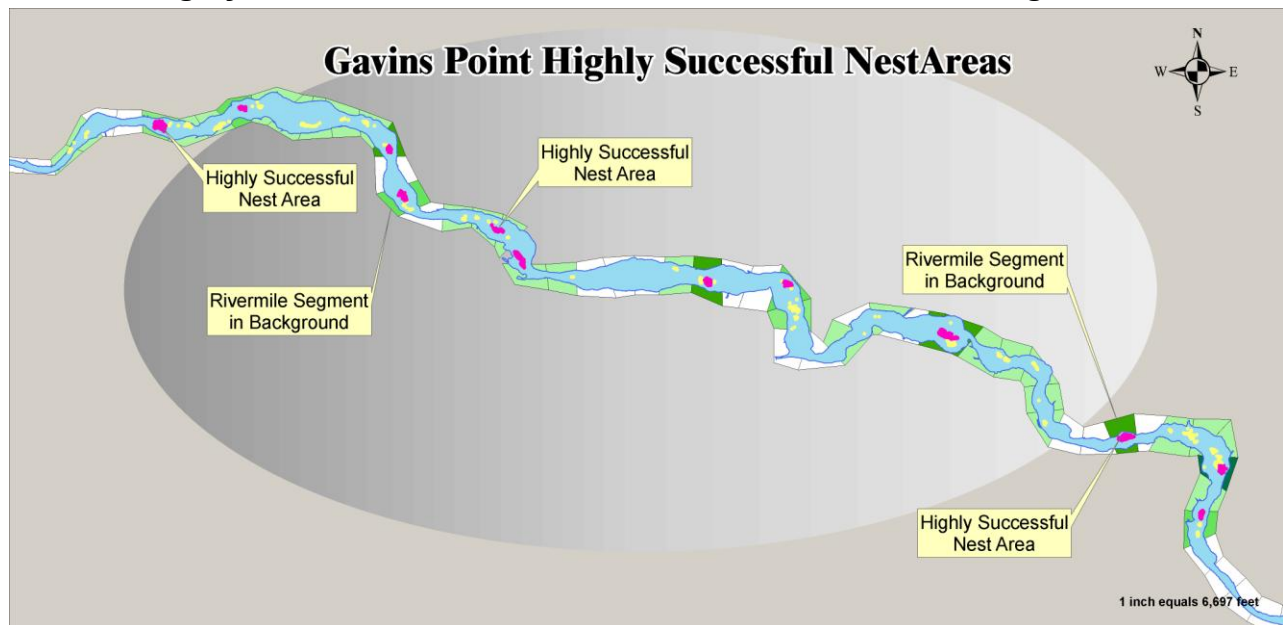 Gavins Point Highly Successful NestAreas
N
W E
S
Highly Successful
Nest Area
Highly Successful
Nest Area
Rivermile Segment
in Background
Rivermile Segment
in Background
Highly Successful
Nest Area
1 inch equals 6,697 feet